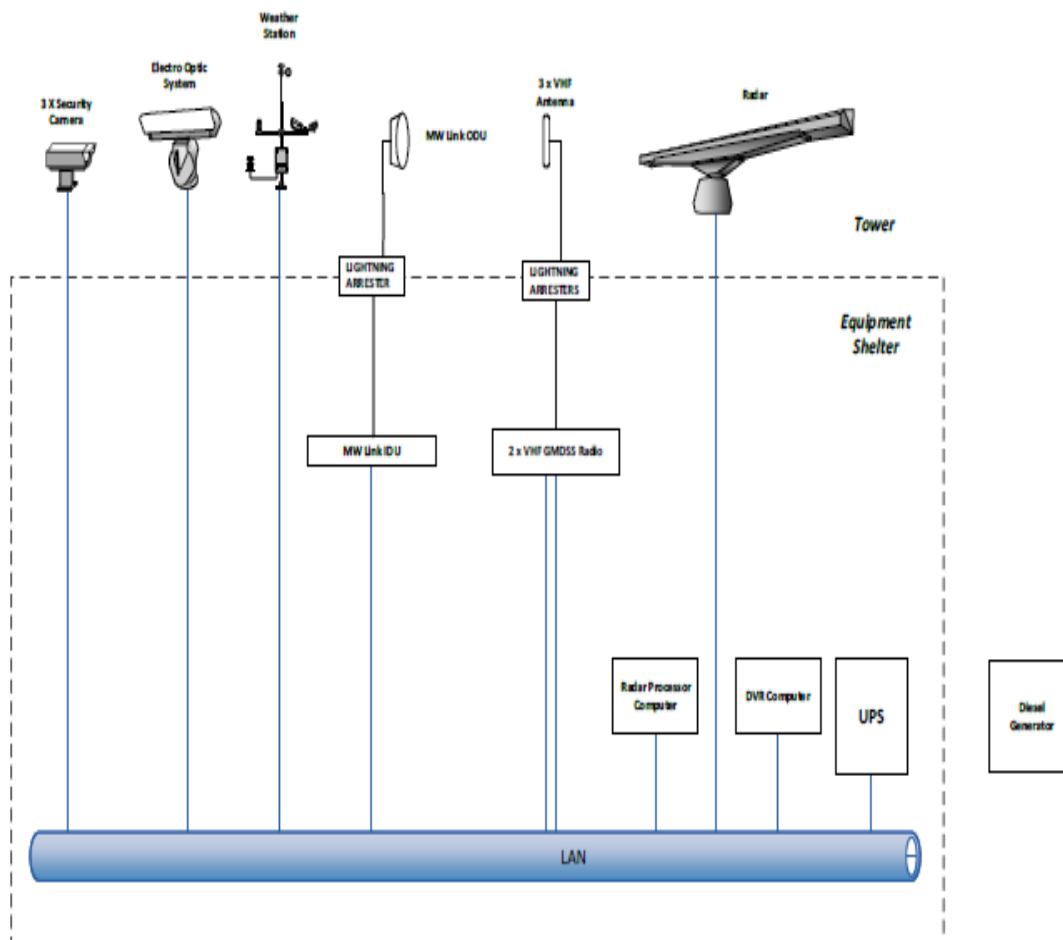 Weather
Station
Electro Optic
System
3 X Security
Camera
MW Link ODU
3 x VHF
Antenna
Radar
Tower
LIGHTNING
ARRESTER
LIGHTNING
ARRESTERS
Equipment
Shelter
MW Link IDU
2 x VHF GMDSS Radio
Radar Processor
Computer
DVR Computer
UPS
Diesel
Generator
LAN